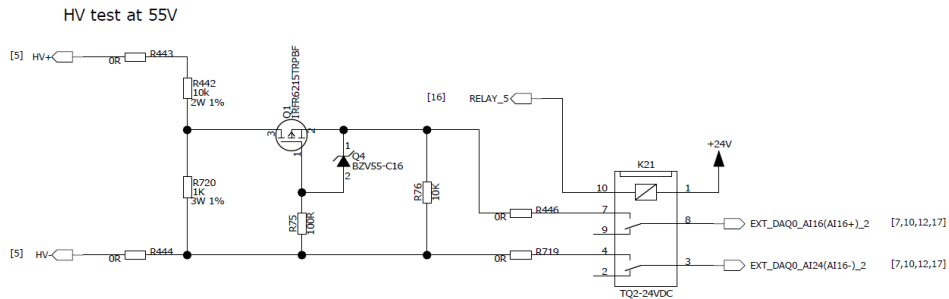 HV test at 55V
[5] HV+
0R R443
R442
10k
2W 1%
Q1
IRFR6215TRPBF
3 2
1
[16] RELAY_5
+24V
K21
10 1
1
Q4
BZV55-C16
2
R720
1K
3W 1%
R75
100R
R76
10K
0R R446
7
8
EXT_DAQ0_AI16(AI16+)_2 [7,10,12,17]
9
[5] HV-
0R R444
0R R719
4
3
EXT_DAQ0_AI24(AI16-)_2 [7,10,12,17]
2
TQ2-24VDC